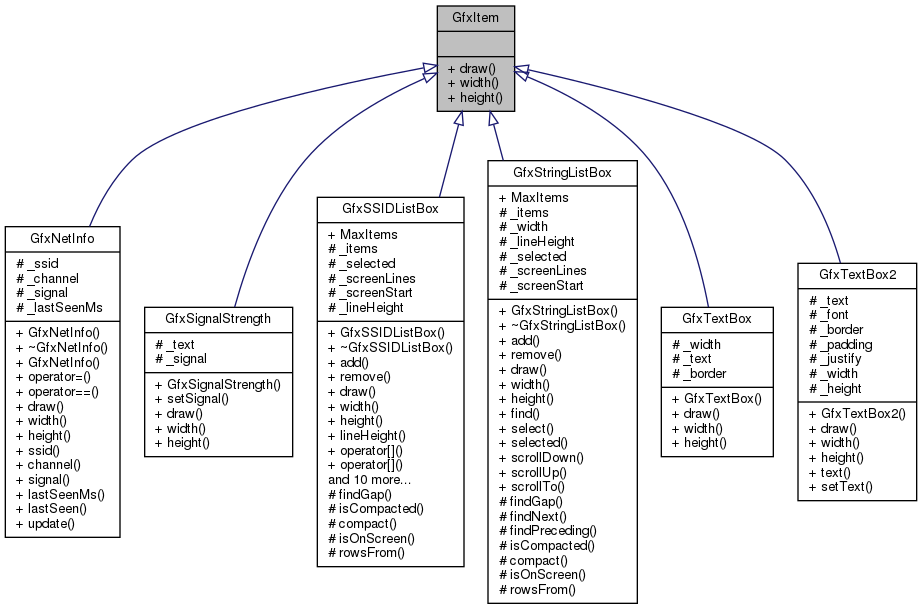 GfxItem
+ draw()
+ width()
+ height()
GfxNetInfo
# _ssid
# _channel
# _signal
# _lastSeenMs
+ GfxNetInfo()
+ ~GfxNetInfo()
+ GfxNetInfo()
+ operator=()
+ operator==()
+ draw()
+ width()
+ height()
+ ssid()
+ channel()
+ signal()
+ lastSeenMs()
+ lastSeen()
+ update()
GfxSignalStrength
# _text
# _signal
+ GfxSignalStrength()
+ setSignal()
+ draw()
+ width()
+ height()
GfxSSIDListBox
+ MaxItems
# _items
# _selected
# _screenLines
# _screenStart
# _lineHeight
+ GfxSSIDListBox()
+ ~GfxSSIDListBox()
+ add()
+ remove()
+ draw()
+ width()
+ height()
+ lineHeight()
+ operator[]()
+ operator[]()
and 10 more...
# findGap()
# isCompacted()
# compact()
# isOnScreen()
# rowsFrom()
GfxStringListBox
+ MaxItems
# _items
# _width
# _lineHeight
# _selected
# _screenLines
# _screenStart
+ GfxStringListBox()
+ ~GfxStringListBox()
+ add()
+ remove()
+ draw()
+ width()
+ height()
+ find()
+ select()
+ selected()
+ scrollDown()
+ scrollUp()
+ scrollTo()
# findGap()
# findNext()
# findPreceding()
# isCompacted()
# compact()
# isOnScreen()
# rowsFrom()
GfxTextBox
# _width
# _text
# _border
+ GfxTextBox()
+ draw()
+ width()
+ height()
GfxTextBox2
# _text
# _font
# _border
# _padding
# _justify
# _width
# _height
+ GfxTextBox2()
+ draw()
+ width()
+ height()
+ text()
+ setText()